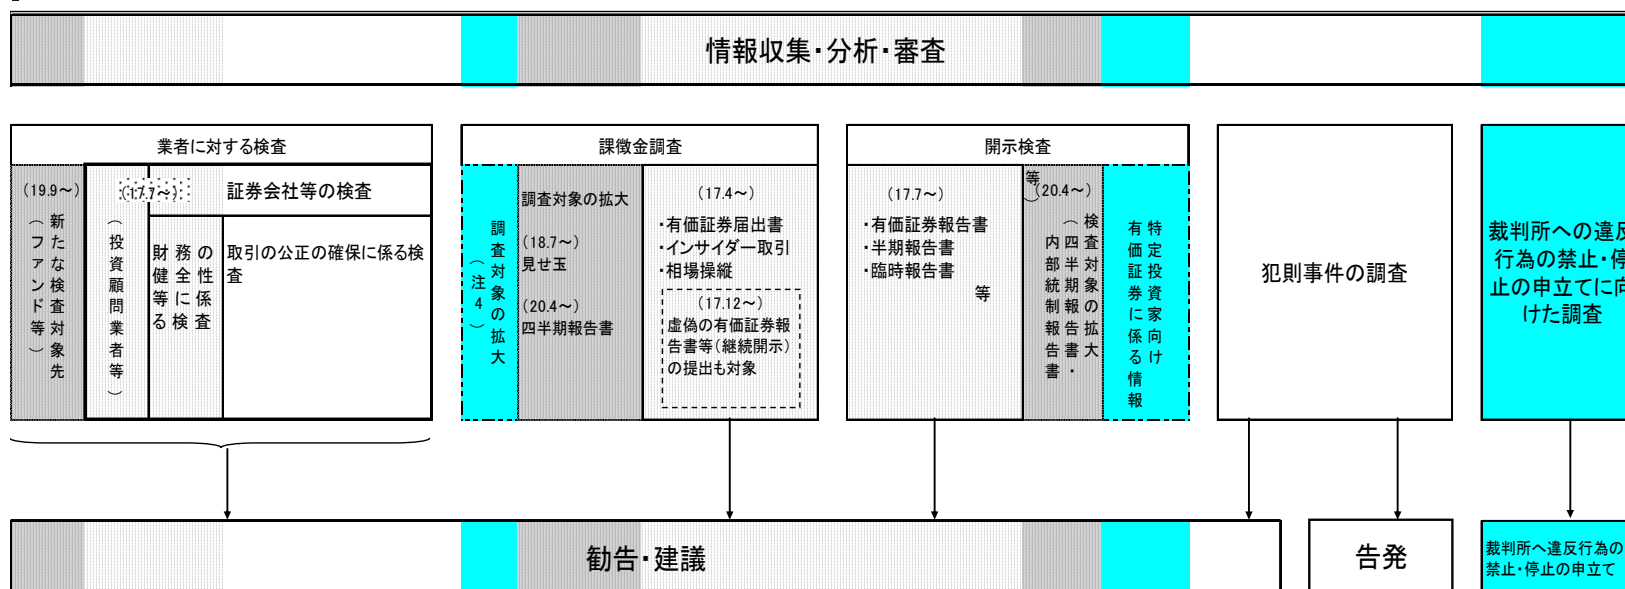 情報収集・分析・審査
業者に対する検査
(19.9～)
新たな検査対象先
（ファンド等）
(17.7～)
（投資顧問業者等）
証券会社等の検査
財務の
健全性
等に係
る検査
取引の公正の確保に係る検
査
課徴金調査
調査対象の拡大
（注4）
調査対象の拡大
(18.7～)
見せ玉
(20.4～)
四半期報告書
(17.4～)
・有価証券届出書
・インサイダー取引
・相場操縦
等
(17.12～)
虚偽の有価証券報
告書等(継続開示)
の提出も対象
開示検査
(17.7～)
・有価証券報告書
・半期報告書
・臨時報告書
等
(20.4～)
検査対象の拡大
（四半期報告書・
内部統制報告書
等）
特定投資家向け
有価証券に係る情報
犯則事件の調査
裁判所への違反
行為の禁止・停
止の申立てに向
けた調査
勧告・建議
告発
裁判所へ違反行為の
禁止・停止の申立て